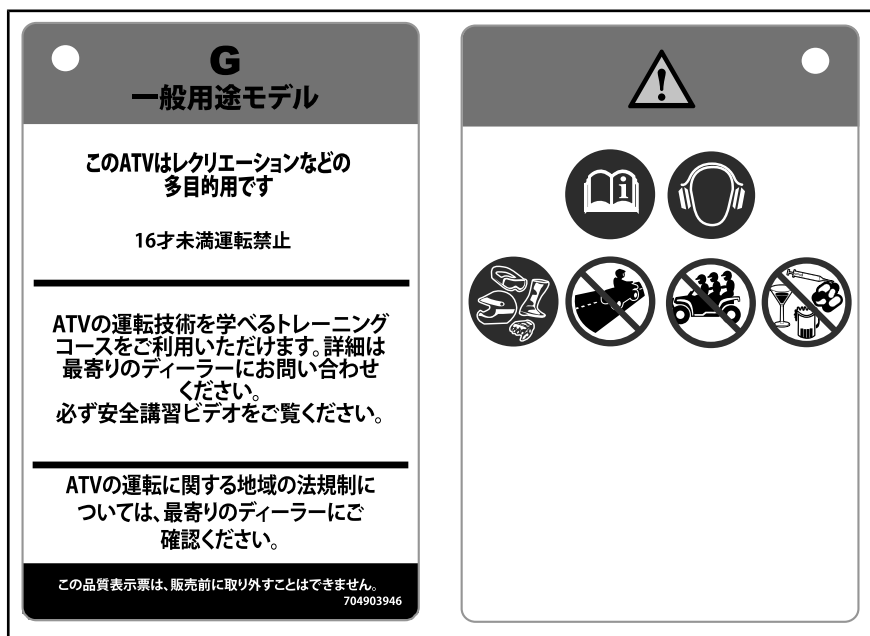 G
一般用途モデル
このATVはレクリエーションなどの
多目的用です
16才未満運転禁止
ATVの運転技術を学べるトレーニング
コースをご利用いただけます。詳細は
最寄りのディーラーにお問い合わせ
ください。
必ず安全講習ビデオをご覧ください。
ATVの運転に関する地域の法規制に
ついては、最寄りのディーラーにご
確認ください。
この品質表示票は、販売前に取り外すことはできません。
704903946